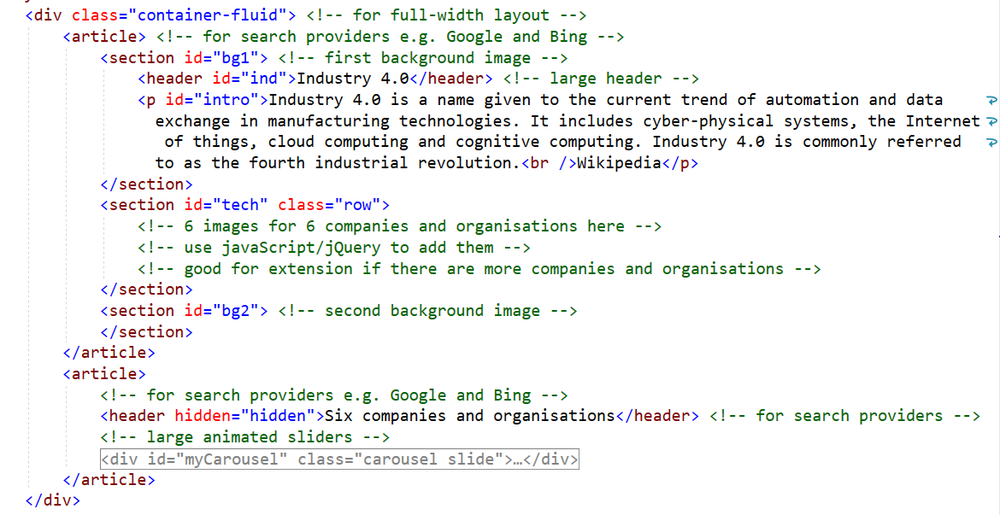 <div class="container-fluid"> <!-- for full-width layout -->
<article> <!-- for search providers e.g. Google and Bing -->
<section id="bg1"> <!-- first background image -->
<header id="ind">Industry 4.0</header> <!-- large header -->
<p id="intro">Industry 4.0 is a name given to the current trend of automation and data
exchange in manufacturing technologies. It includes cyber-physical systems, the Internet
of things, cloud computing and cognitive computing. Industry 4.0 is commonly referred
to as the fourth industrial revolution.<br />Wikipedia</p>
</section>
<section id="tech" class="row">
<!-- 6 images for 6 companies and organisations here -->
<!-- use javaScript/jQuery to add them -->
<!-- good for extension if there are more companies and organisations -->
</section>
<section id="bg2"> <!-- second background image -->
</section>
</article>
<article>
<!-- for search providers e.g. Google and Bing -->
<header hidden="hidden">Six companies and organisations</header> <!-- for search providers -->
<!-- large animated sliders -->
<div id="myCarousel" class="carousel slide">…</div>
</article>
</div>